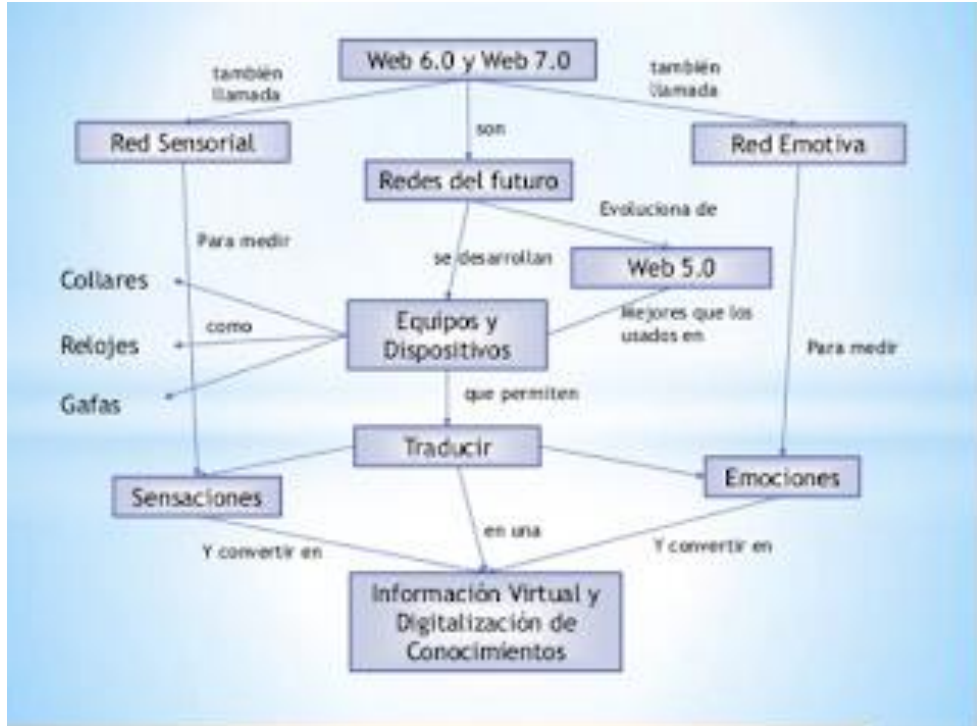 Web 6.0 y Web 7.0
también
llamada
también
llamada
son
Red Sensorial
Red Emotiva
Redes del futuro
Evoluciona de
Para medir
se desarrollan
Web 5.0
Collares
Equipos y
Dispositivos
Mejores que los
usados en
como
Relojes
Para medir
Gafas
que permiten
Traducir
Sensaciones
Emociones
en una
Y convertir en
Y convertir en
Información Virtual y
Digitalización de
Conocimientos